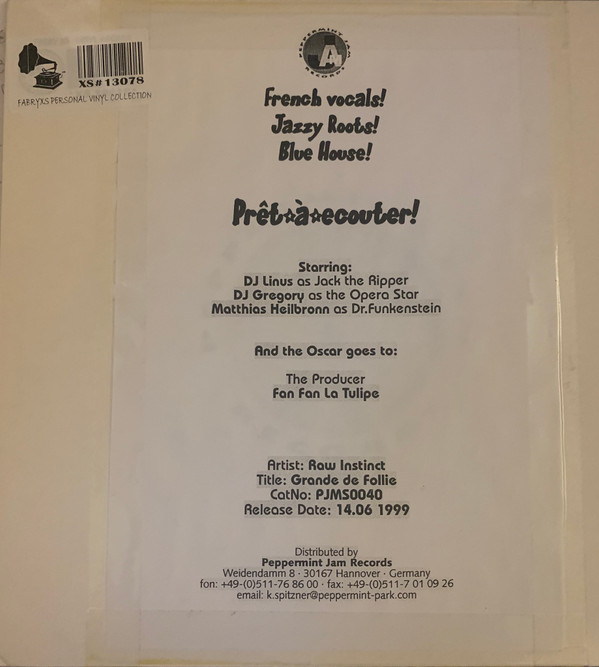 PEPPERMINT JAM
JAM
RECORDS
XS#13078
FABRYXS PERSONAL VINYL COLLECTION
French vocals!
Jazzy Roots!
Blue House!
Prêt☆à☆ecouter!
Starring:
DJ Linus as Jack the Ripper
DJ Gregory as the Opera Star
Matthias Heilbronn as Dr.Funkenstein
And the Oscar goes to:
The Producer
Fan Fan La Tulipe
Artist: Raw Instinct
Title: Grande de Follie
CatNo: PJMS0040
Release Date: 14.06 1999
Distributed by
Peppermint Jam Records
Weidendamm 8 · 30167 Hannover · Germany
fon: +49-(0)511-76 86 00 · fax: +49-(0)511-7 01 09 26
email: k.spitzner@peppermint-park.com